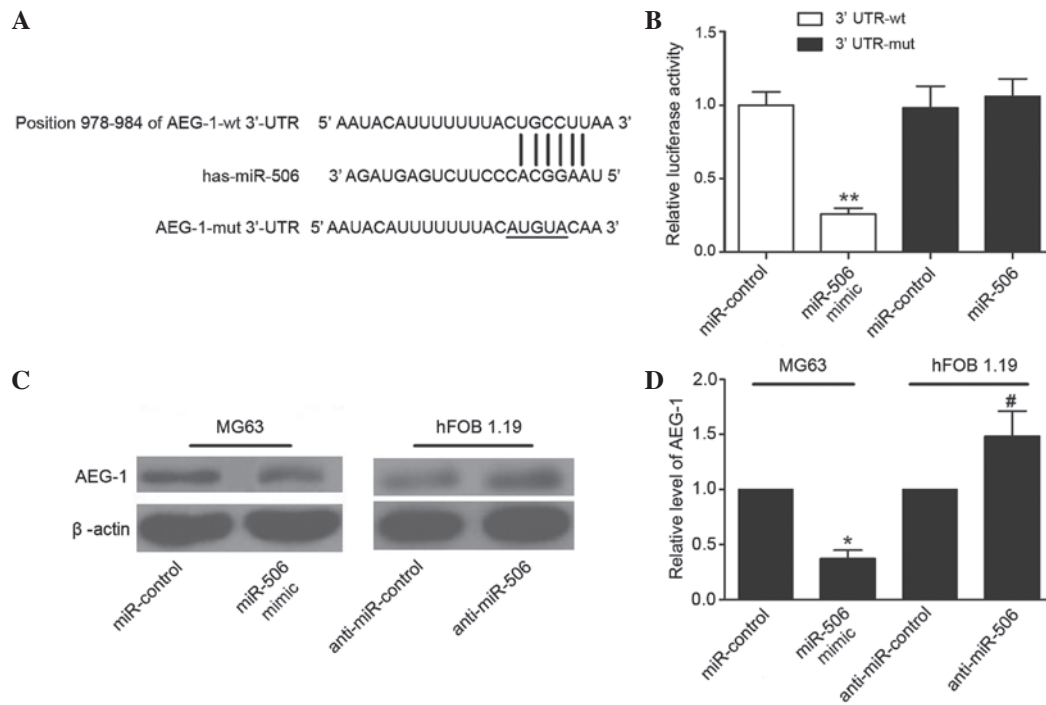 A
Position 978-984 of AEG-1-wt 3'-UTR 5' AAUACAUUUUUUUACUGCCUUAA 3'
has-miR-506 3' AGAUGAGUCUUCCCACGGAAU 5'
AEG-1-mut 3'-UTR 5' AAUACAUUUUUUUACAUGUACAA 3'
B
3' UTR-wt
3' UTR-mut
Relative luciferase activity
1.5
1.0
0.5
0.0
**
miR-control
miR-506 mimic
miR-control
miR-506
C
MG63
hFOB 1.19
AEG-1
β -actin
miR-control
miR-506 mimic
anti-miR-control
anti-miR-506
D
MG63
hFOB 1.19
Relative level of AEG-1
2.0
1.5
1.0
0.5
0.0
*
#
miR-control
miR-506 mimic
anti-miR-control
anti-miR-506